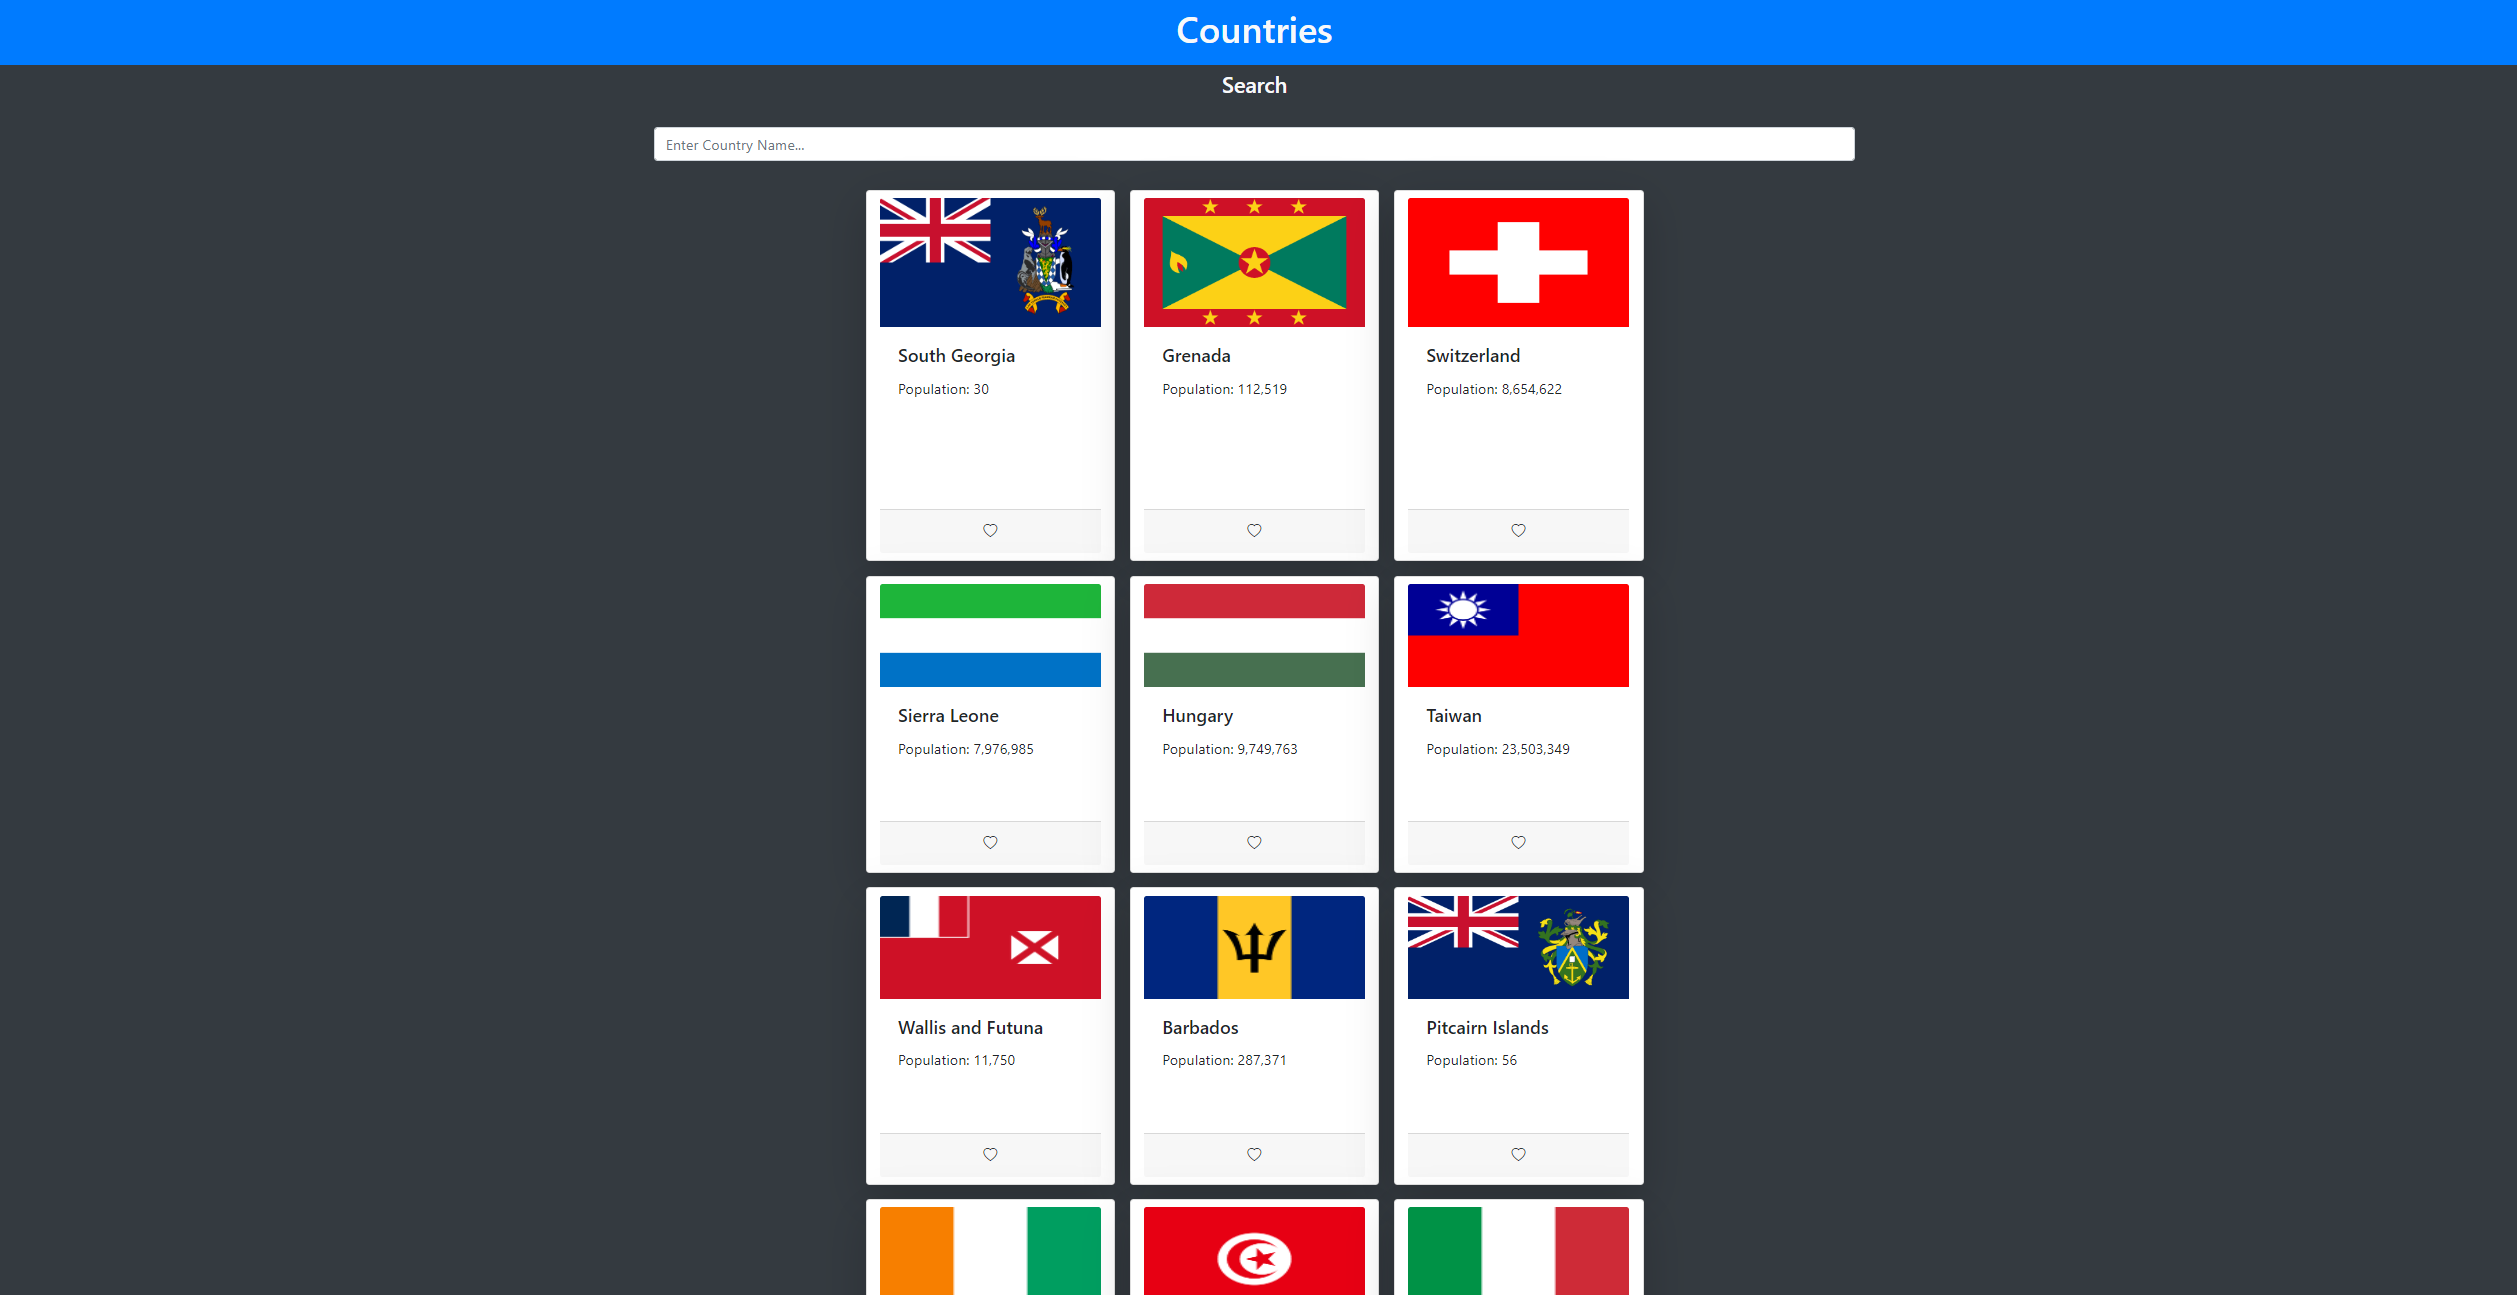 Countries
Search
Enter Country Name...
South Georgia
Population: 30
Grenada
Population: 112,519
Switzerland
Population: 8,654,622
Sierra Leone
Population: 7,976,985
Hungary
Population: 9,749,763
Taiwan
Population: 23,503,349
Wallis and Futuna
Population: 11,750
Barbados
Population: 287,371
Pitcairn Islands
Population: 56